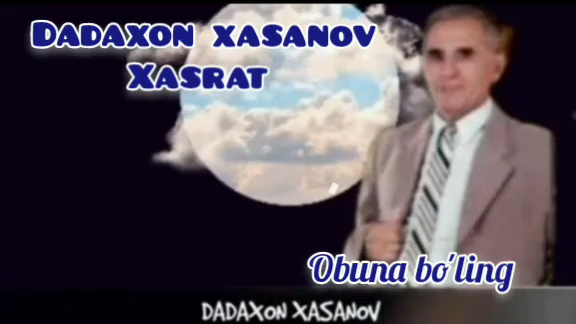 Dadaxon xasanov
Xasrat
Obuna bo'ling
DADAXON XASANOV